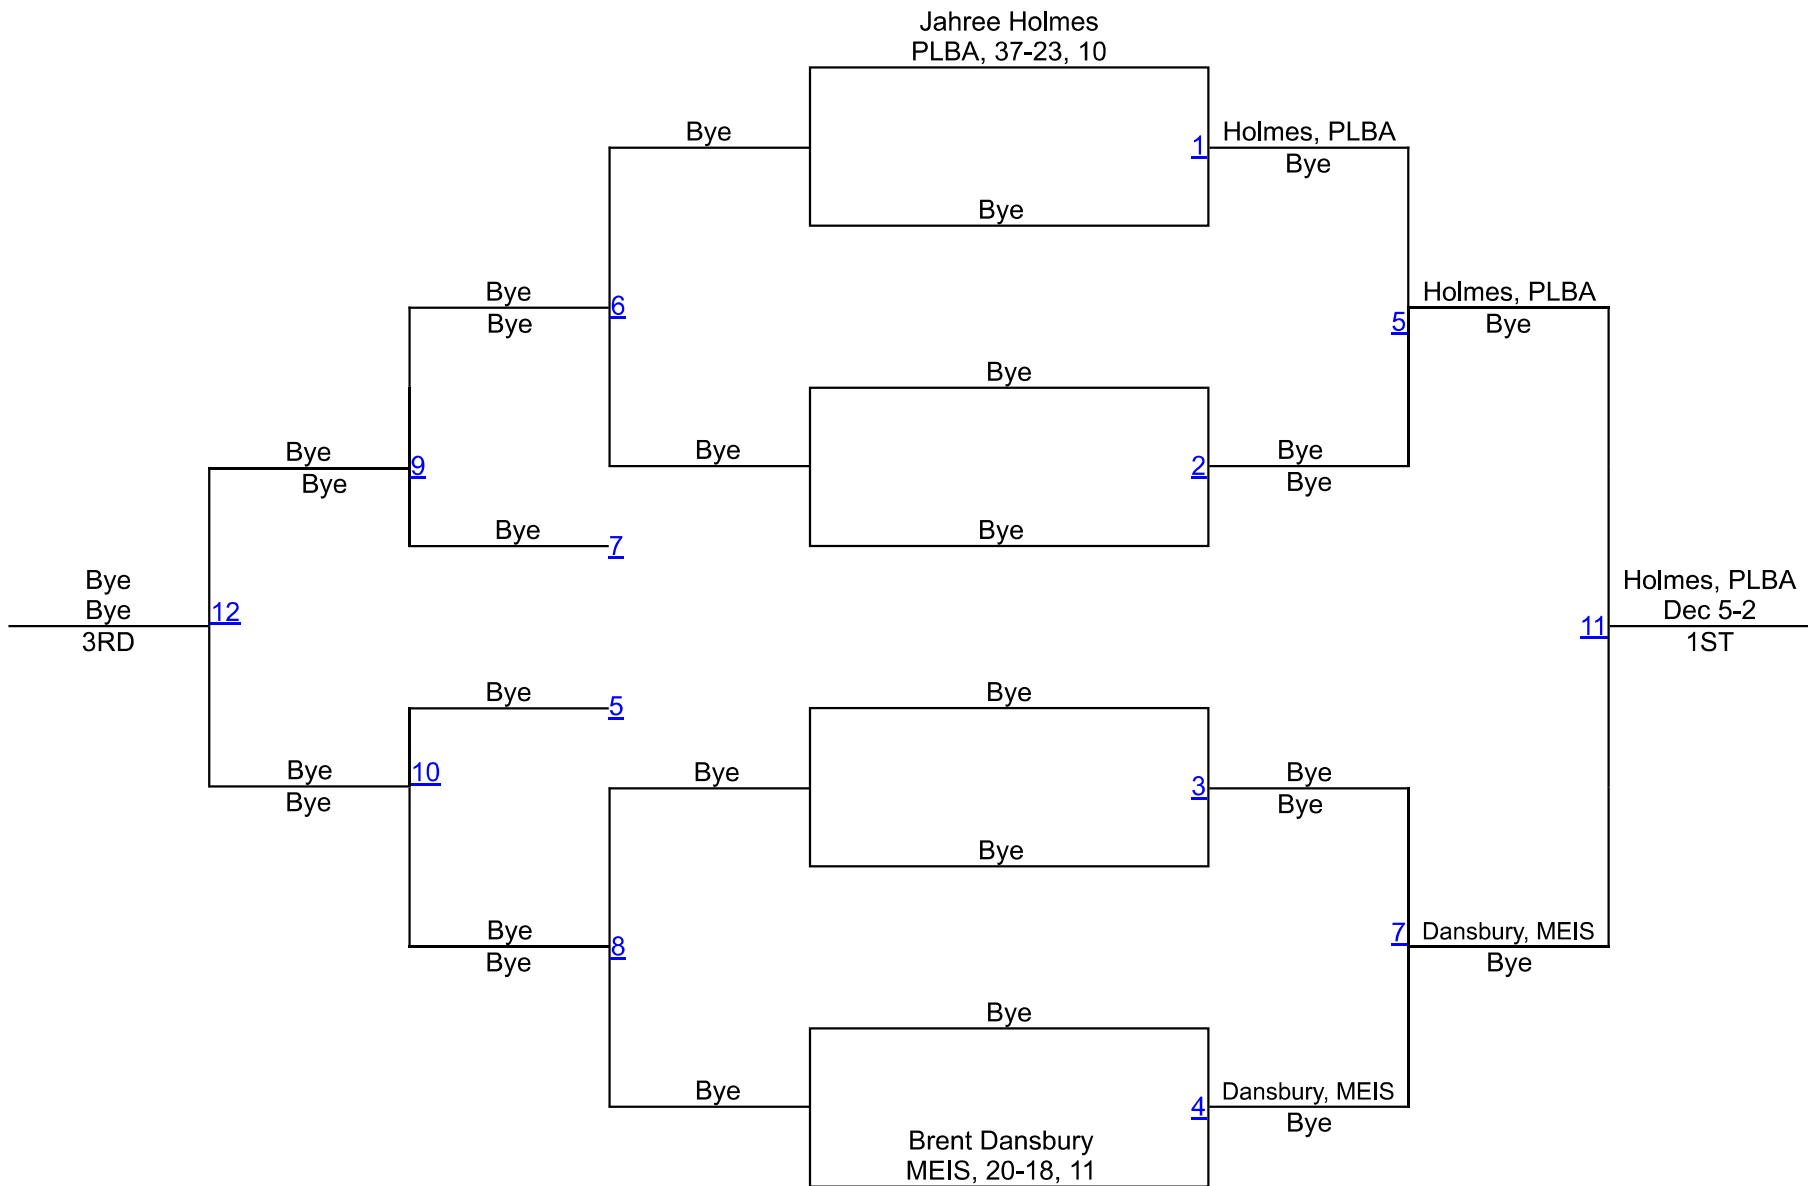 Jahree Holmes
PLBA, 37-23, 10
Bye
1
Holmes, PLBA
Bye
Bye
Bye
Bye
6
Holmes, PLBA
5
Bye
Bye
Bye
Bye
9
Bye
2
Bye
Bye
Bye
Bye
7
Bye
Bye
12
3RD
Holmes, PLBA
11
Dec 5-2
1ST
Bye
5
Bye
Bye
10
Bye
Bye
3
Bye
Bye
Bye
Bye
8
Bye
7
Dansbury, MEIS
Bye
Bye
Bye
4
Dansbury, MEIS
Bye
Brent Dansbury
MEIS, 20-18, 11